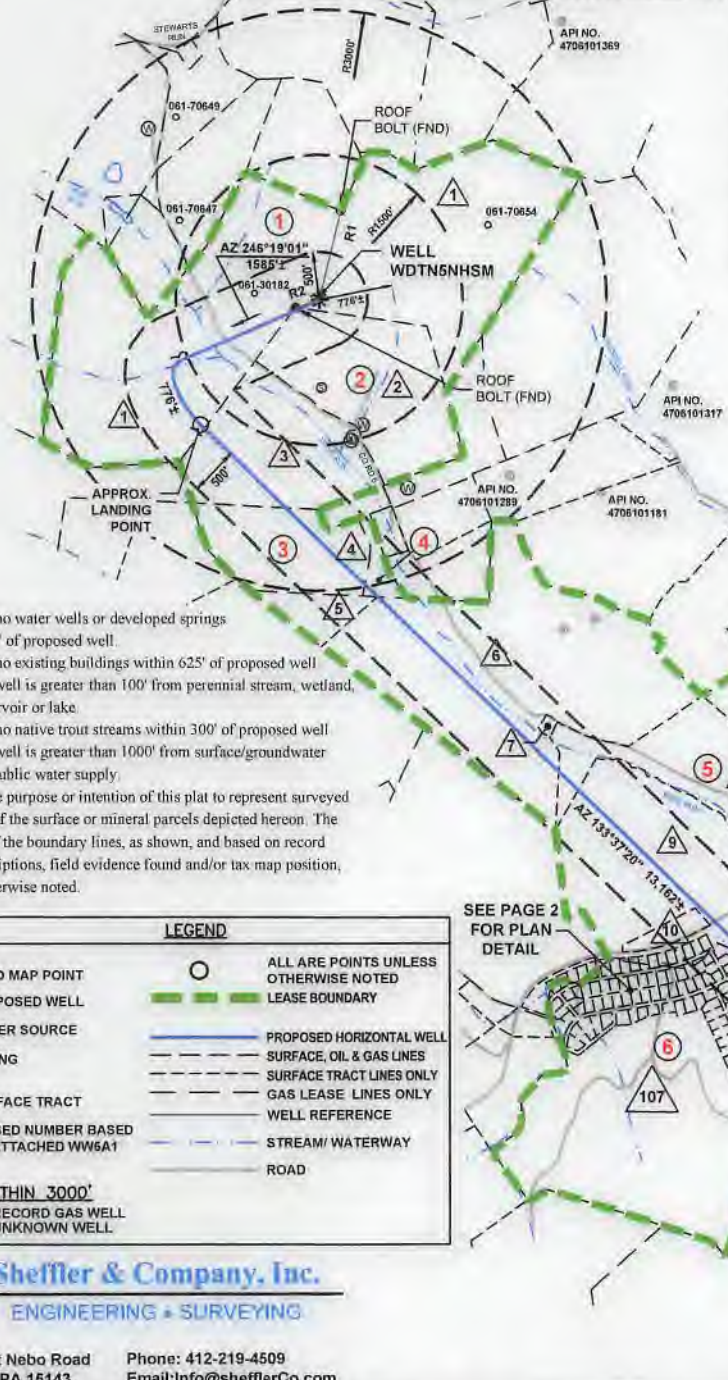 STEWARTS
RUN
API NO.
4706101369
R3000'
061-70649
ROOF
BOLT (FND)
W
1
061-70647
1
R1
R1500'
061-70654
AZ 246°19'01"
1585'±
500'
WELL
WDTN5NHSM
061-30182
R2
776'±
2
2
ROOF
BOLT (FND)
776'±
1
API NO.
4706101317
3
CO RD 6
W
500'
APPROX.
LANDING
POINT
API NO.
4706101289
API NO.
4706101181
3
4
4
5
no water wells or developed springs
' of proposed well
no existing buildings within 625' of proposed well
well is greater than 100' from perennial stream, wetland,
rvoir or lake
no native trout streams within 300' of proposed well
well is greater than 1000' from surface/groundwater
ublic water supply.
e purpose or intention of this plat to represent surveyed
of the surface or mineral parcels depicted hereon. The
f the boundary lines, as shown, and based on record
iptions, field evidence found and/or tax map position,
erwise noted.
6
7
5
AZ 133°37'20" 13,162'±
9
10
SEE PAGE 2
FOR PLAN
DETAIL
6
107
LEGEND
O MAP POINT
POSED WELL
ER SOURCE
NG
FACE TRACT
SED NUMBER BASED
ATTACHED WW6A1
THIN 3000'
RECORD GAS WELL
UNKNOWN WELL
ALL ARE POINTS UNLESS
OTHERWISE NOTED
LEASE BOUNDARY
PROPOSED HORIZONTAL WELL
SURFACE, OIL & GAS LINES
SURFACE TRACT LINES ONLY
GAS LEASE LINES ONLY
WELL REFERENCE
STREAM/ WATERWAY
ROAD
Sheffler & Company, Inc.
ENGINEERING • SURVEYING
Nebo Road Phone: 412-219-4509
PA 15143 Email:Info@shefflerCo.com